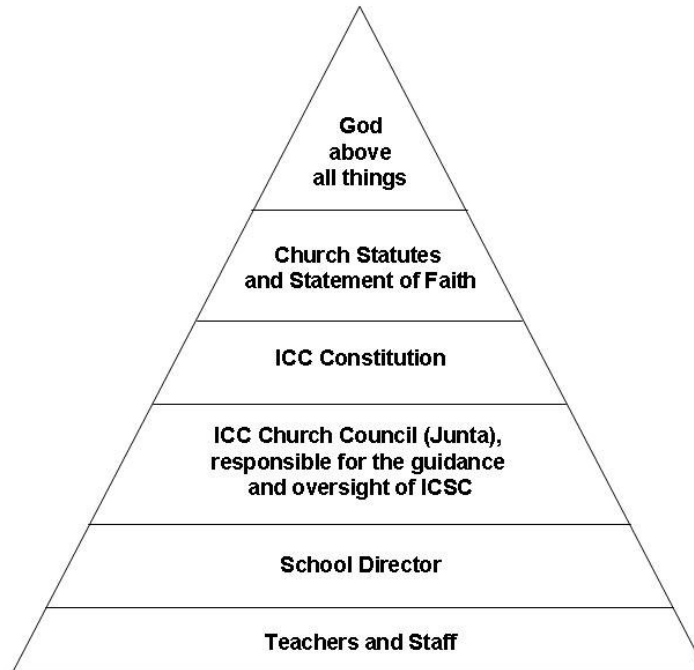 God
above
all things
Church Statutes
and Statement of Faith
ICC Constitution
ICC Church Council (Junta),
responsible for the guidance
and oversight of ICSC
School Director
Teachers and Staff